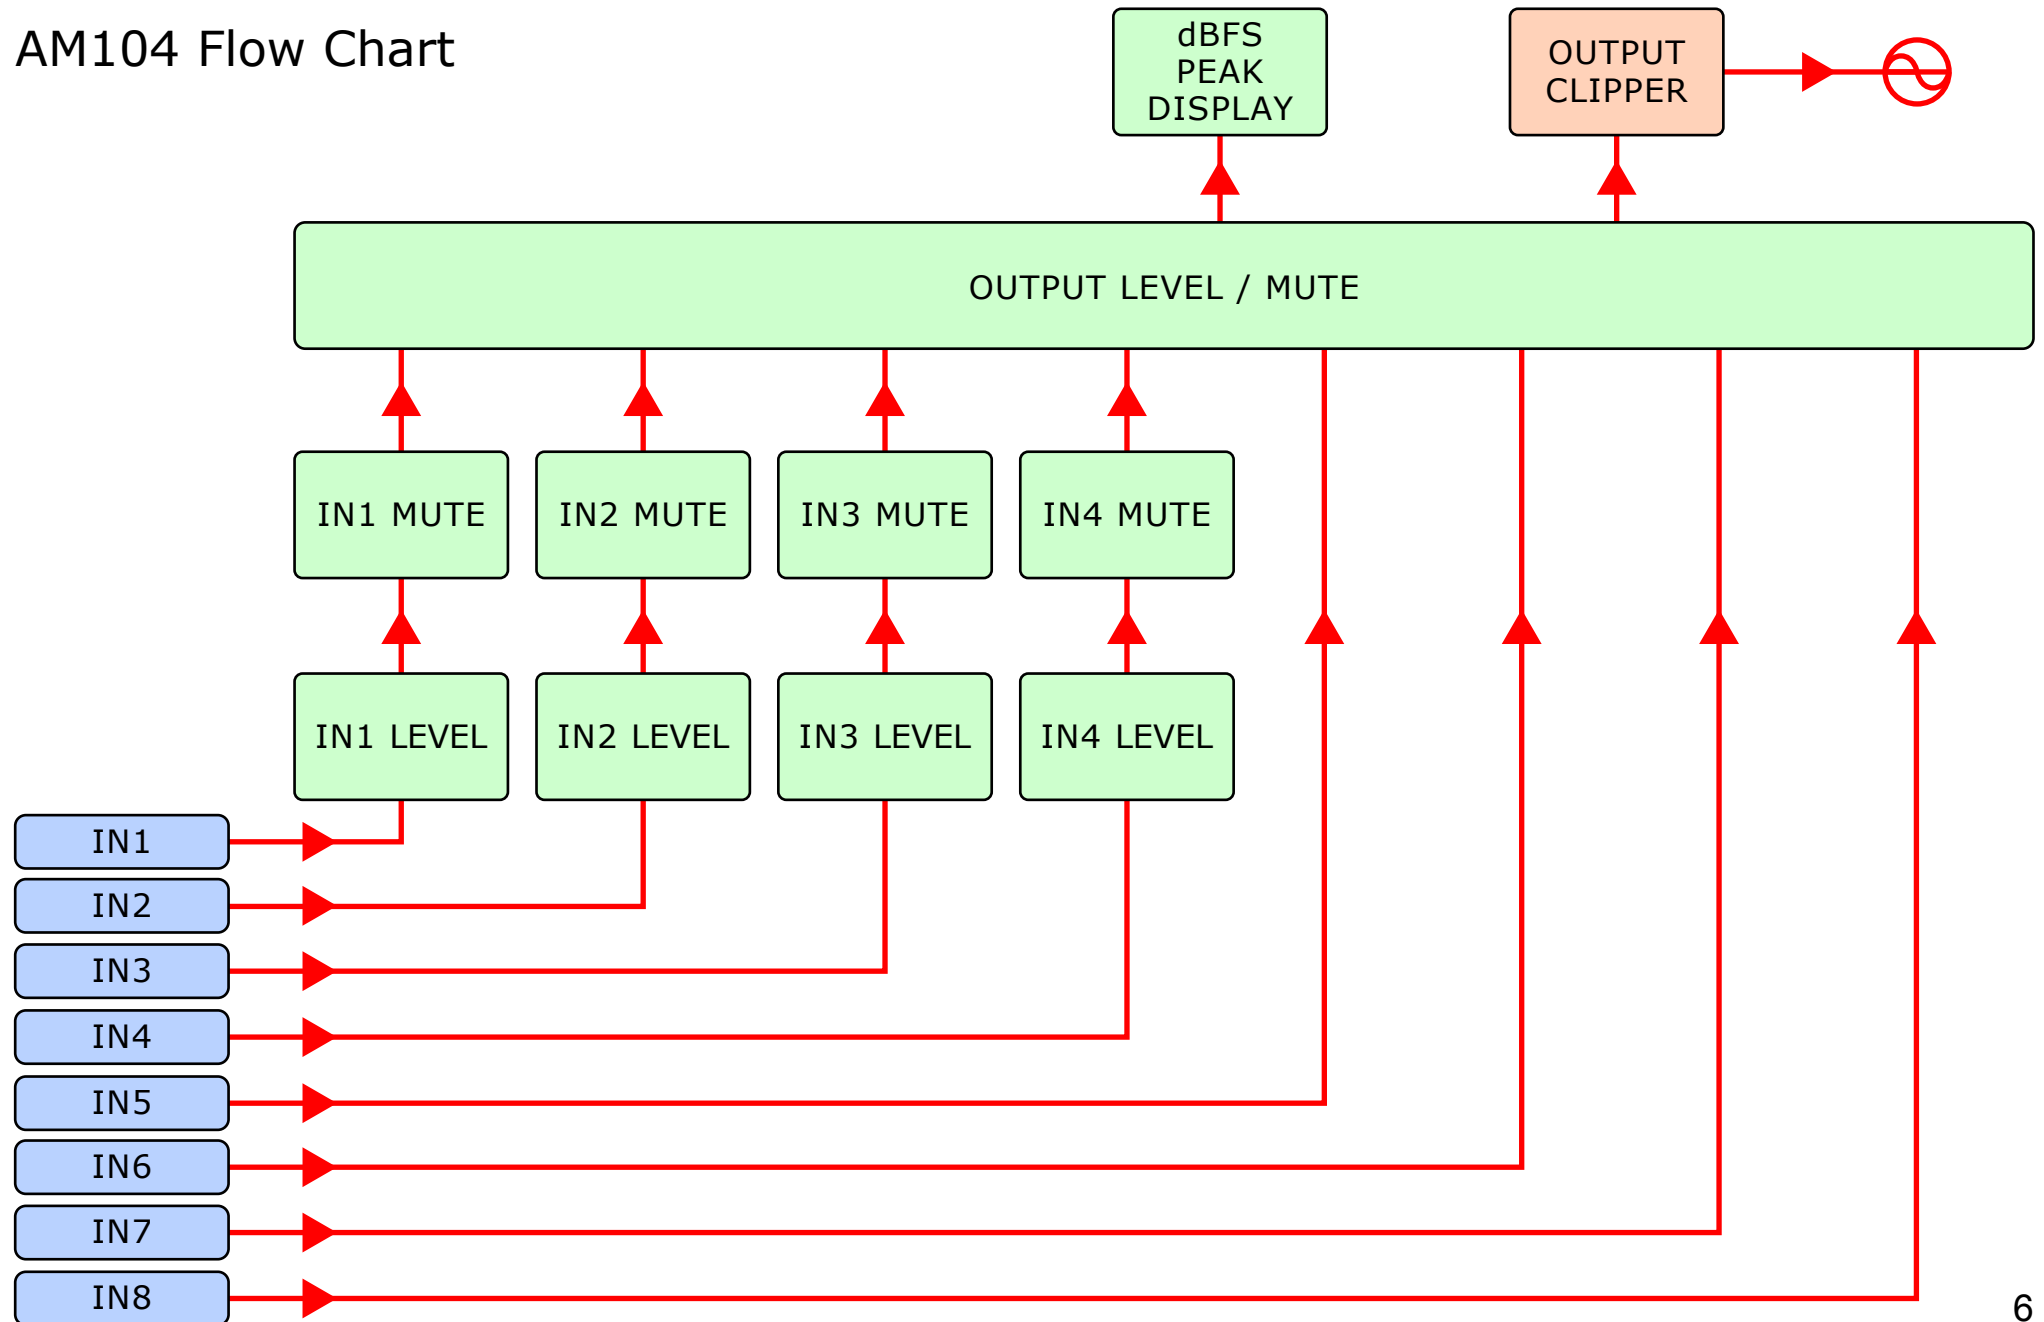 AM104 Flow Chart
dBFS
PEAK
DISPLAY
OUTPUT
CLIPPER
OUTPUT LEVEL / MUTE
IN1 MUTE
IN2 MUTE
IN3 MUTE
IN4 MUTE
IN1 LEVEL
IN2 LEVEL
IN3 LEVEL
IN4 LEVEL
IN1
IN2
IN3
IN4
IN5
IN6
IN7
IN8
6